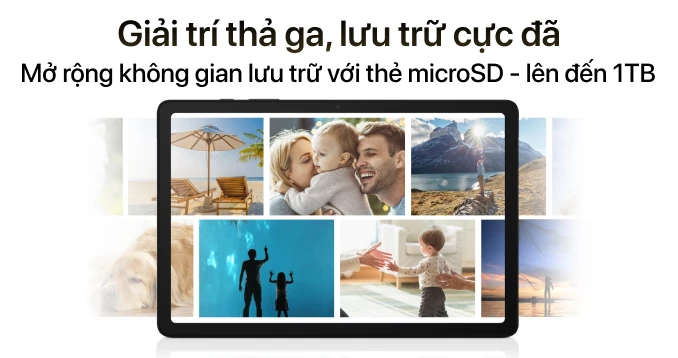 Giải trí thả ga, lưu trữ cực đã
Mở rộng không gian lưu trữ với thẻ microSD - lên đến 1TB